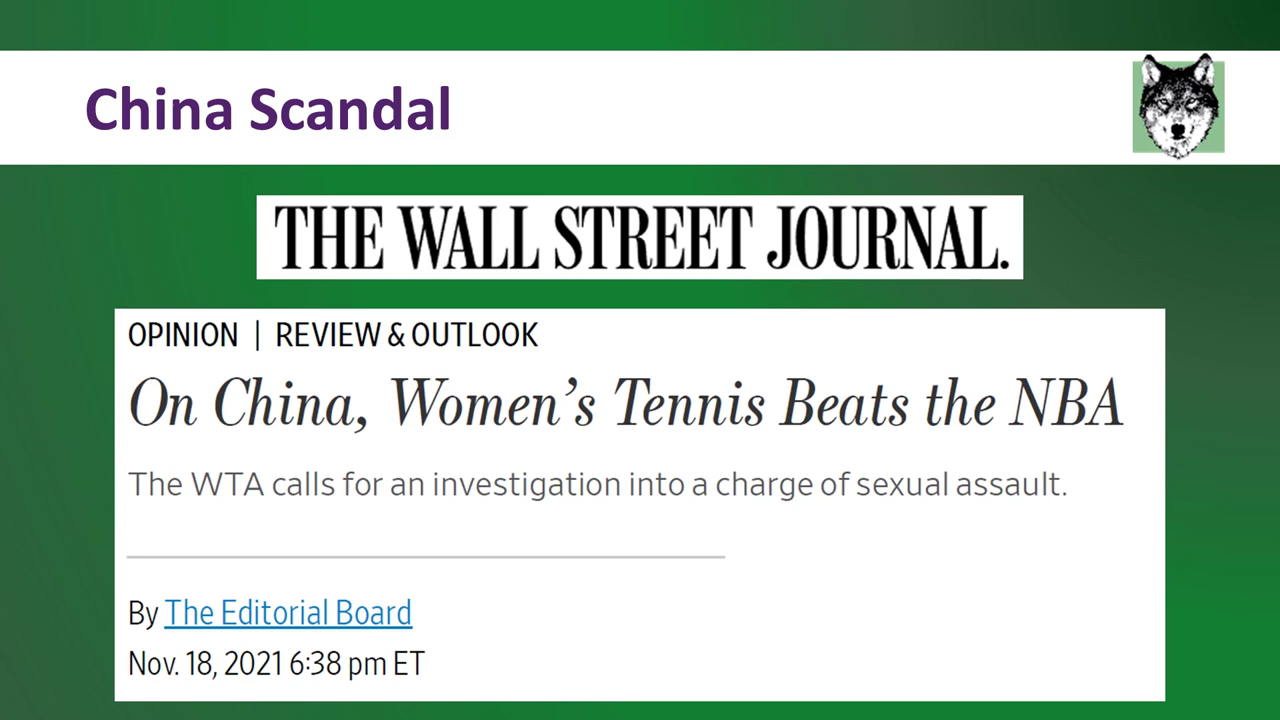 China Scandal
THE WALL STREET JOURNAL.
OPINION | REVIEW & OUTLOOK
On China, Women’s Tennis Beats the NBA
The WTA calls for an investigation into a charge of sexual assault.
By The Editorial Board
Nov. 18, 2021 6:38 pm ET